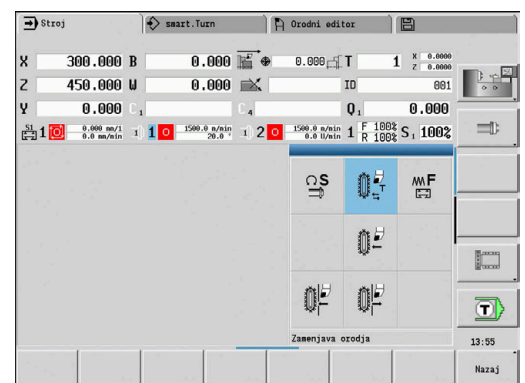 Stroj smart.Turn Orodni editor
X 300.000 B 0.000 0.000 T 1 X 0.0000 Z 0.0000
Z 450.000 W 0.000 ID 001
Y 0.000 C1 C4 Q1 0.000
S1 1 0.000 mm/1 0.0 mm/min 1) 1 1500.0 m/min 20.0 ° 1) 2 1500.0 m/min 0.0 U/min 1 F 100% R 100% S1 100%
ΩS T F
Zamenjava orodja
T
13:55
Nazaj